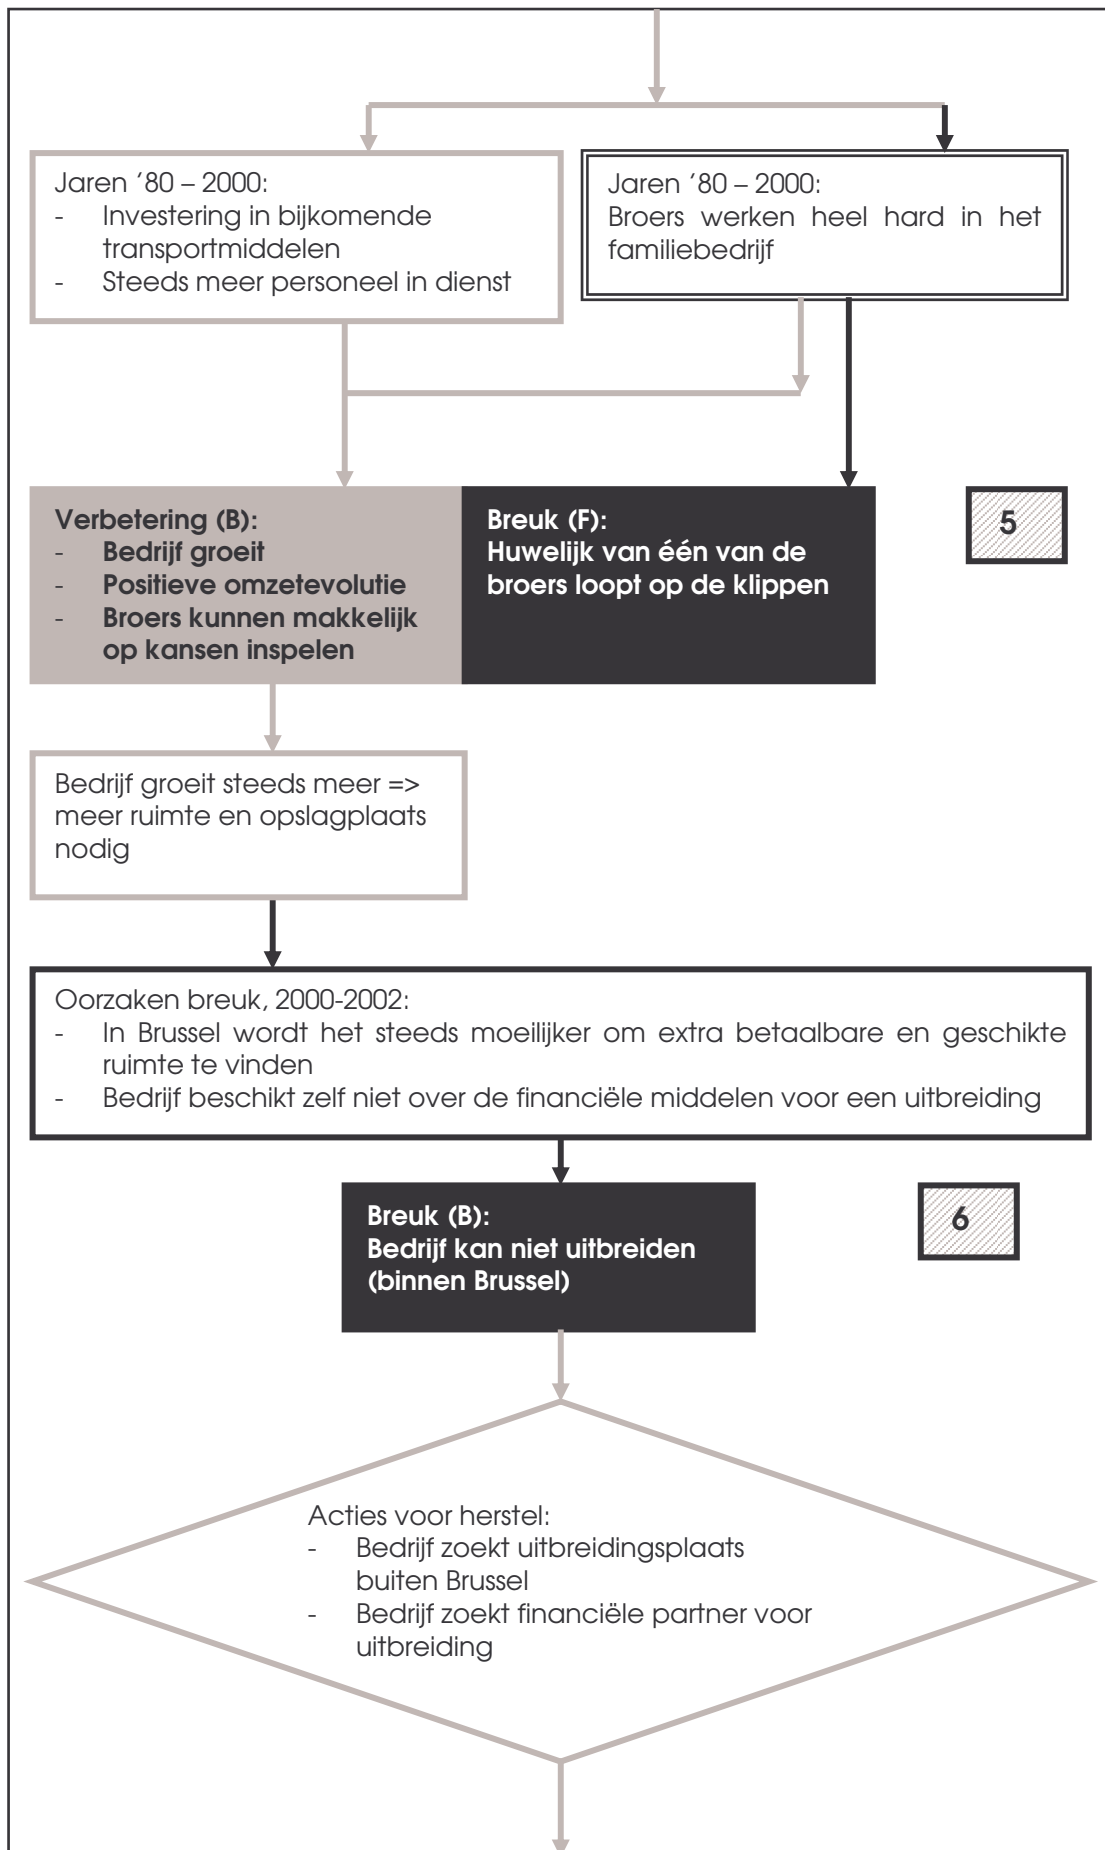 Jaren ’80 – 2000:
- Investering in bijkomende
transportmiddelen
- Steeds meer personeel in dienst
Jaren ’80 – 2000:
Broers werken heel hard in het
familiebedrijf
Verbetering (B):
- Bedrijf groeit
- Positieve omzetevolutie
- Broers kunnen makkelijk
op kansen inspelen
Breuk (F):
Huwelijk van één van de
broers loopt op de klippen
5
Bedrijf groeit steeds meer =>
meer ruimte en opslagplaats
nodig
Oorzaken breuk, 2000-2002:
- In Brussel wordt het steeds moeilijker om extra betaalbare en geschikte
ruimte te vinden
- Bedrijf beschikt zelf niet over de financiële middelen voor een uitbreiding
Breuk (B):
Bedrijf kan niet uitbreiden
(binnen Brussel)
6
Acties voor herstel:
- Bedrijf zoekt uitbreidingsplaats
buiten Brussel
- Bedrijf zoekt financiële partner voor
uitbreiding